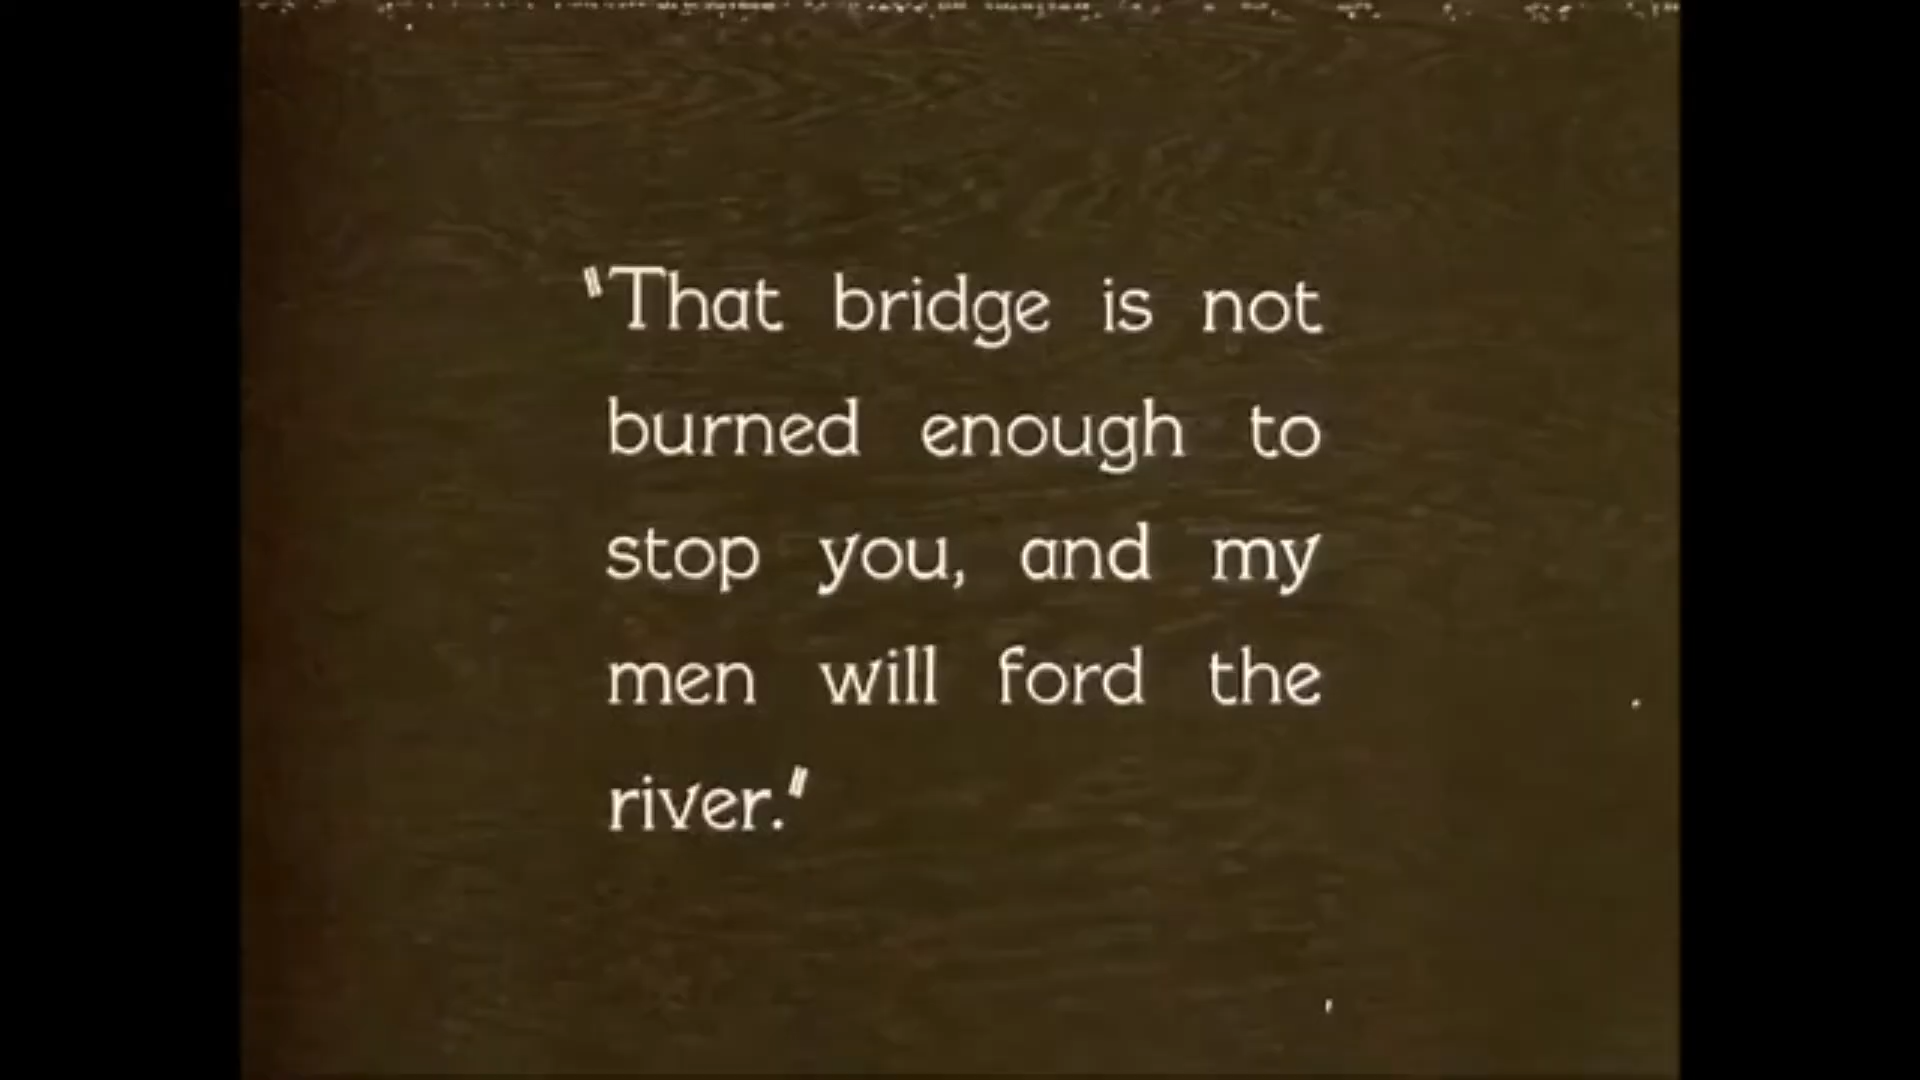 "That bridge is not
burned enough to
stop you, and my
men will ford the
river."